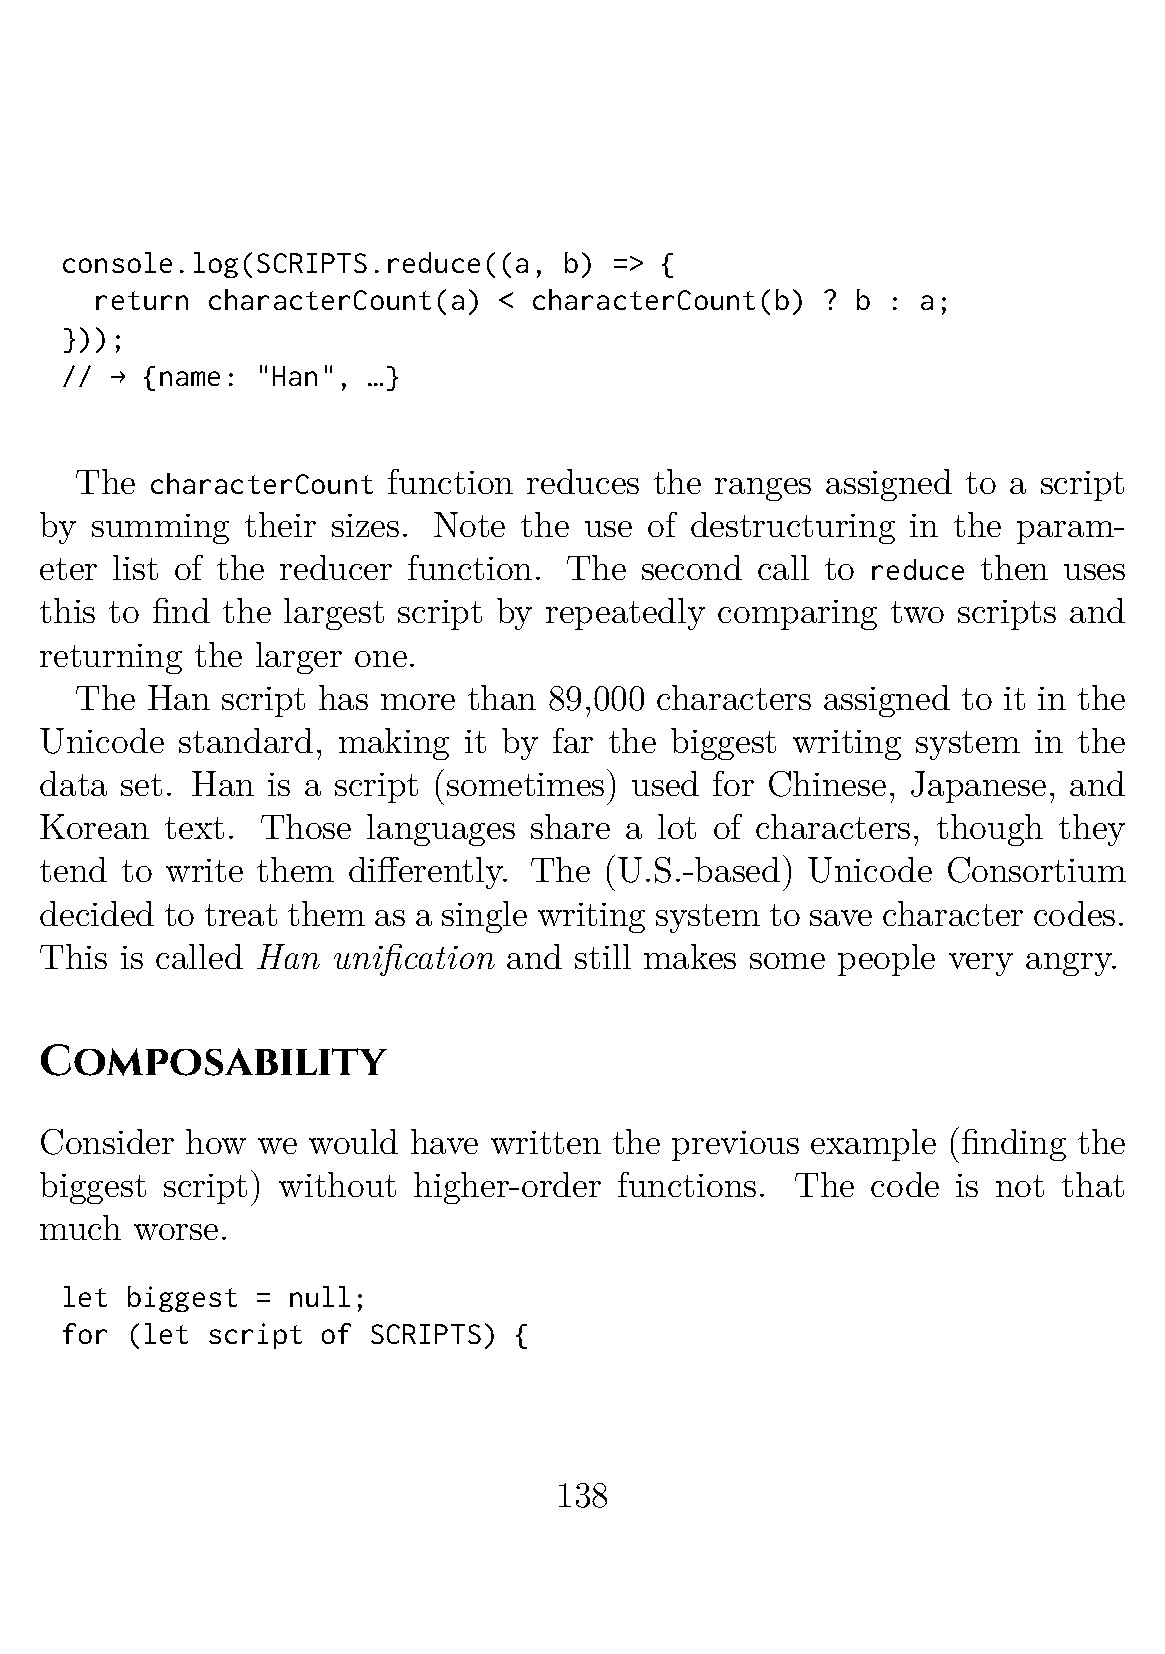 console.log(SCRIPTS.reduce((a, b) => {
  return characterCount(a) < characterCount(b) ? b : a;
}));
// → {name: "Han", …}
The characterCount function reduces the ranges assigned to a script
by summing their sizes. Note the use of destructuring in the param-
eter list of the reducer function. The second call to reduce then uses
this to find the largest script by repeatedly comparing two scripts and
returning the larger one.
The Han script has more than 89,000 characters assigned to it in the
Unicode standard, making it by far the biggest writing system in the
data set. Han is a script (sometimes) used for Chinese, Japanese, and
Korean text. Those languages share a lot of characters, though they
tend to write them differently. The (U.S.-based) Unicode Consortium
decided to treat them as a single writing system to save character codes.
This is called Han unification and still makes some people very angry.
Composability
Consider how we would have written the previous example (finding the
biggest script) without higher-order functions. The code is not that
much worse.
let biggest = null;
for (let script of SCRIPTS) {
138